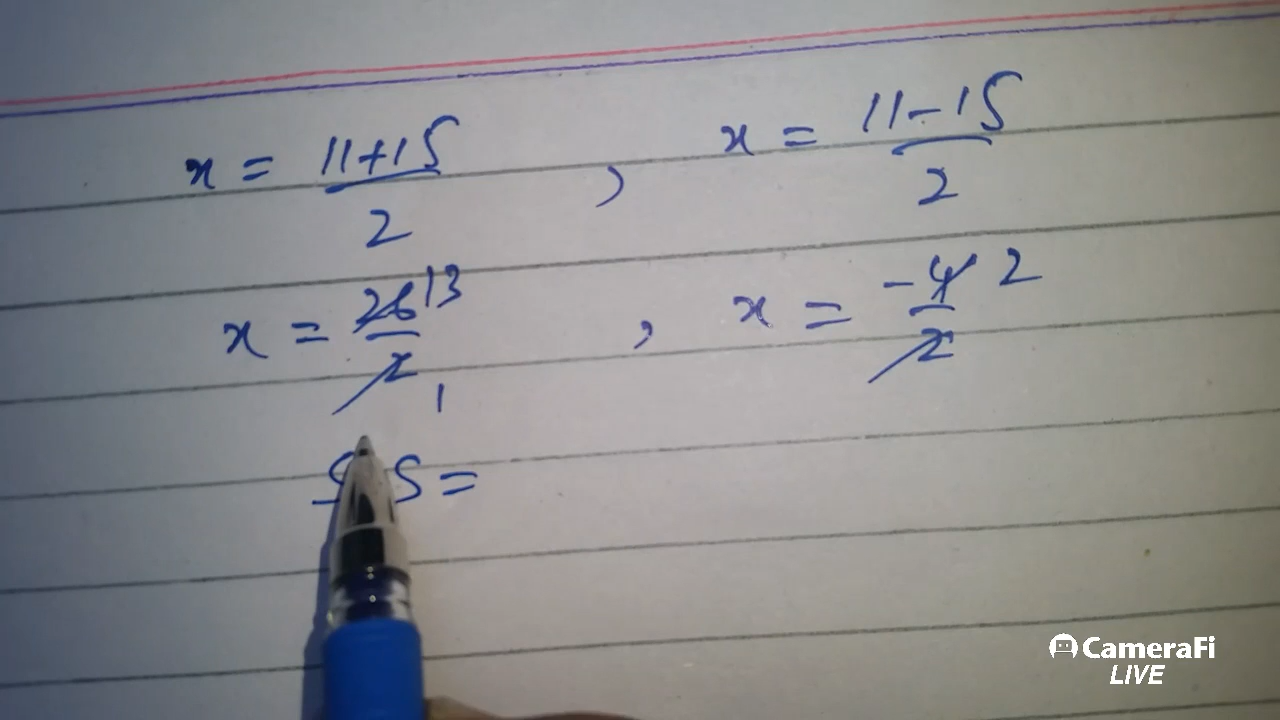 x = 11+15/2 , x = 11-15/2
x = 26/2 13 1 , x = -4/2 2
S S =
CameraFi
LIVE